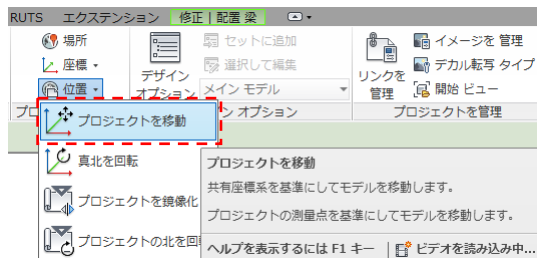 RUTS エクステンション 修正 | 配置 梁
場所
座標
位置
デザイン
オプション
セットに追加
選択して編集
メイン モデル
リンクを
管理
イメージを 管理
デカル転写 タイプ
開始 ビュー
プロ
ン オプション
プロジェクトを管理
プロジェクトを移動
真北を回転
プロジェクトを鏡像化
プロジェクトの北を回
プロジェクトを移動
共有座標系を基準にしてモデルを移動します。
プロジェクトの測量点を基準にしてモデルを移動します。
ヘルプを表示するには F1 キー
ビデオを読み込み中...